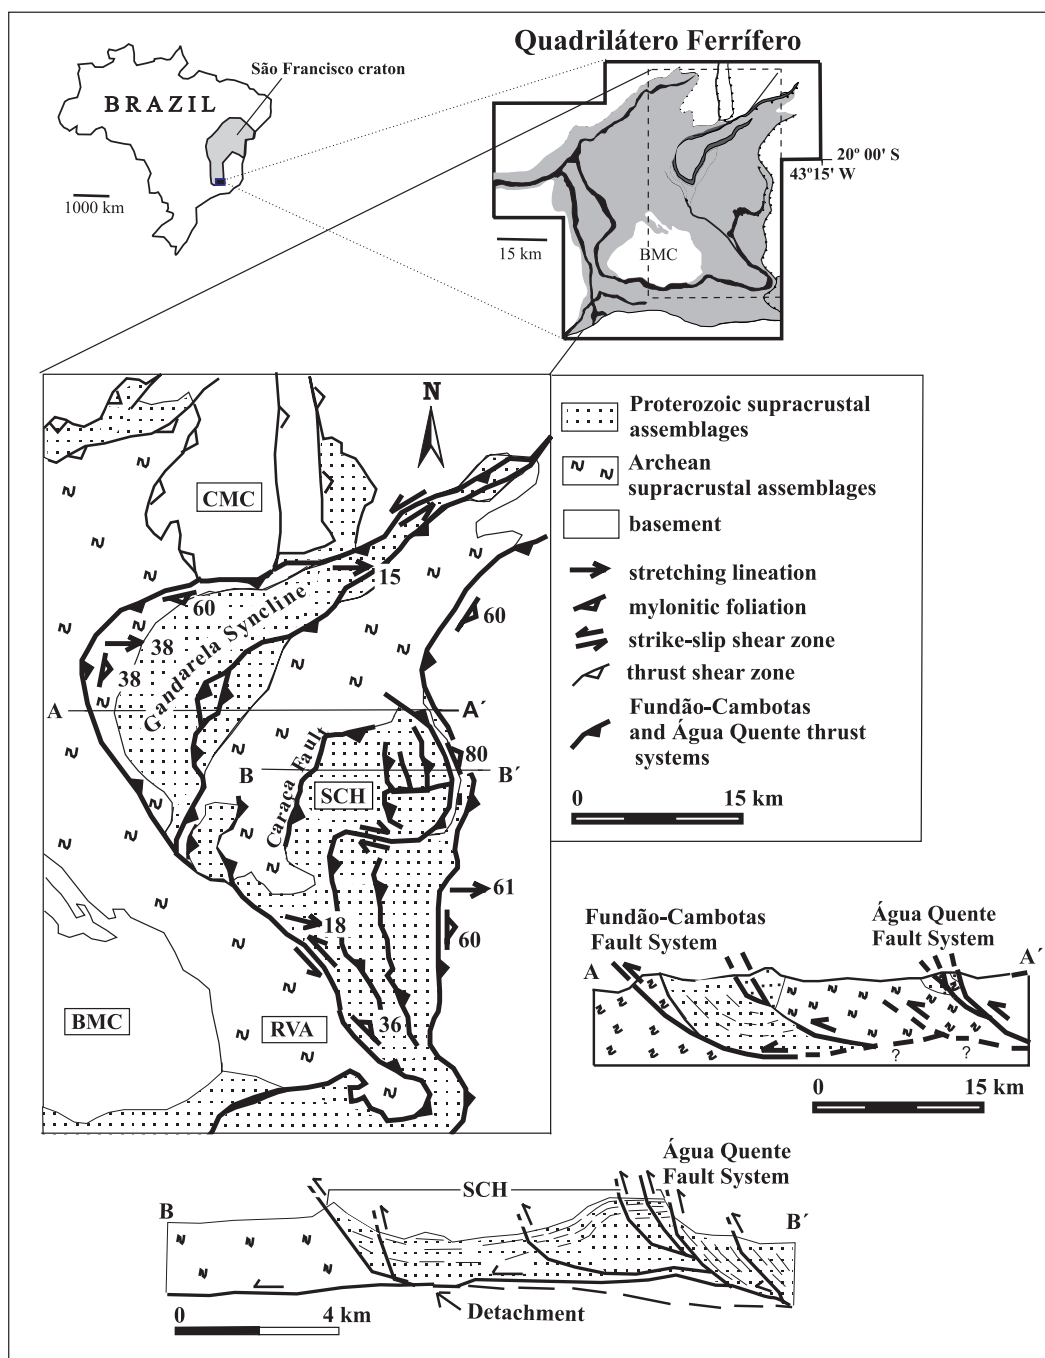 Quadrilátero Ferrífero
São Francisco craton
BRAZIL
1000 km
20º 00' S
43º15' W
15 km
BMC
N
CMC
15
60
Gandarela Syncline
38
38
60
A
A´
80
B
B´
Caraça Fault
SCH
61
18
60
BMC
RVA
36
Proterozoic supracrustal
assemblages
Archean
supracrustal assemblages
basement
stretching lineation
mylonitic foliation
strike-slip shear zone
thrust shear zone
Fundão-Cambotas
and Água Quente thrust
systems
0 15 km
Fundão-Cambotas
Fault System
Água Quente
Fault System
A
A´
?
?
0 15 km
Água Quente
Fault System
SCH
B
B´
Detachment
0 4 km